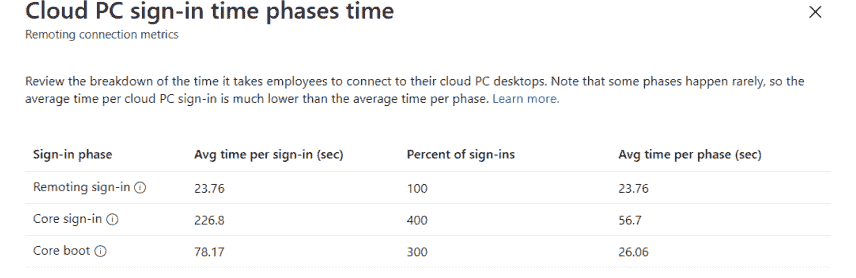 Cloud PC sign-in time phases time
Remoting connection metrics
Review the breakdown of the time it takes employees to connect to their cloud PC desktops. Note that some phases happen rarely, so the
average time per cloud PC sign-in is much lower than the average time per phase. Learn more.
Sign-in phase Avg time per sign-in (sec) Percent of sign-ins Avg time per phase (sec)
Remoting sign-in 23.76 100 23.76
Core sign-in 226.8 400 56.7
Core boot 78.17 300 26.06